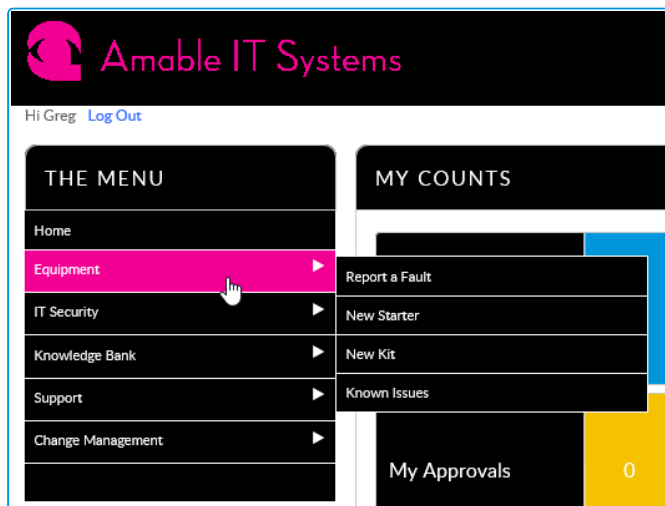 Amable IT Systems
Hi Greg Log Out
THE MENU
Home
Equipment
IT Security
Knowledge Bank
Support
Change Management
Report a Fault
New Starter
New Kit
Known Issues
MY COUNTS
My Approvals 0